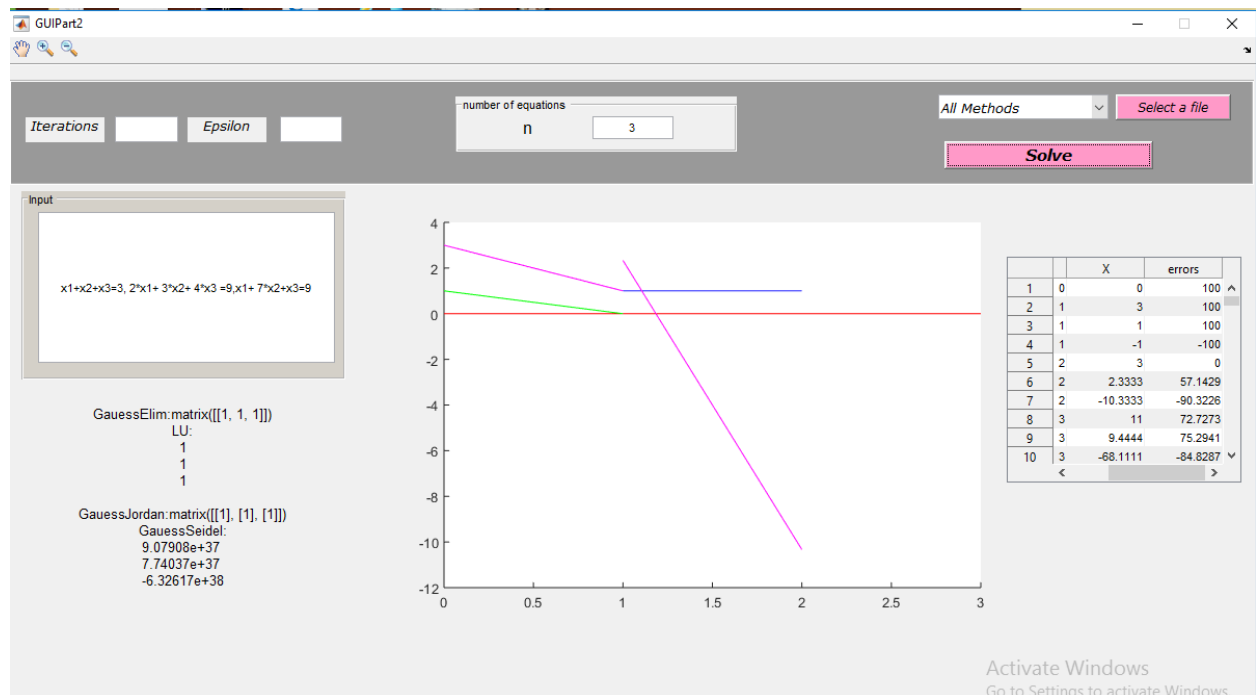 GUIPart2
Iterations
Epsilon
number of equations
n
3
All Methods
Select a file
Solve
Input
x1+x2+x3=3, 2*x1+ 3*x2+ 4*x3 =9,x1+ 7*x2+x3=9
GauessElim:matrix([[1, 1, 1]])
LU:
1
1
1
GauessJordan:matrix([[1], [1], [1]])
GauessSeidel:
9.07908e+37
7.74037e+37
-6.32617e+38
4
2
0
-2
-4
-6
-8
-10
-12
0 0.5 1 1.5 2 2.5 3
X errors
1 0 0 100
2 1 3 100
3 1 1 100
4 1 -1 -100
5 2 3 0
6 2 2.3333 57.1429
7 2 -10.3333 -90.3226
8 3 11 72.7273
9 3 9.4444 75.2941
10 3 -68.1111 -84.8287
Activate Windows
Go to Settings to activate Windows.